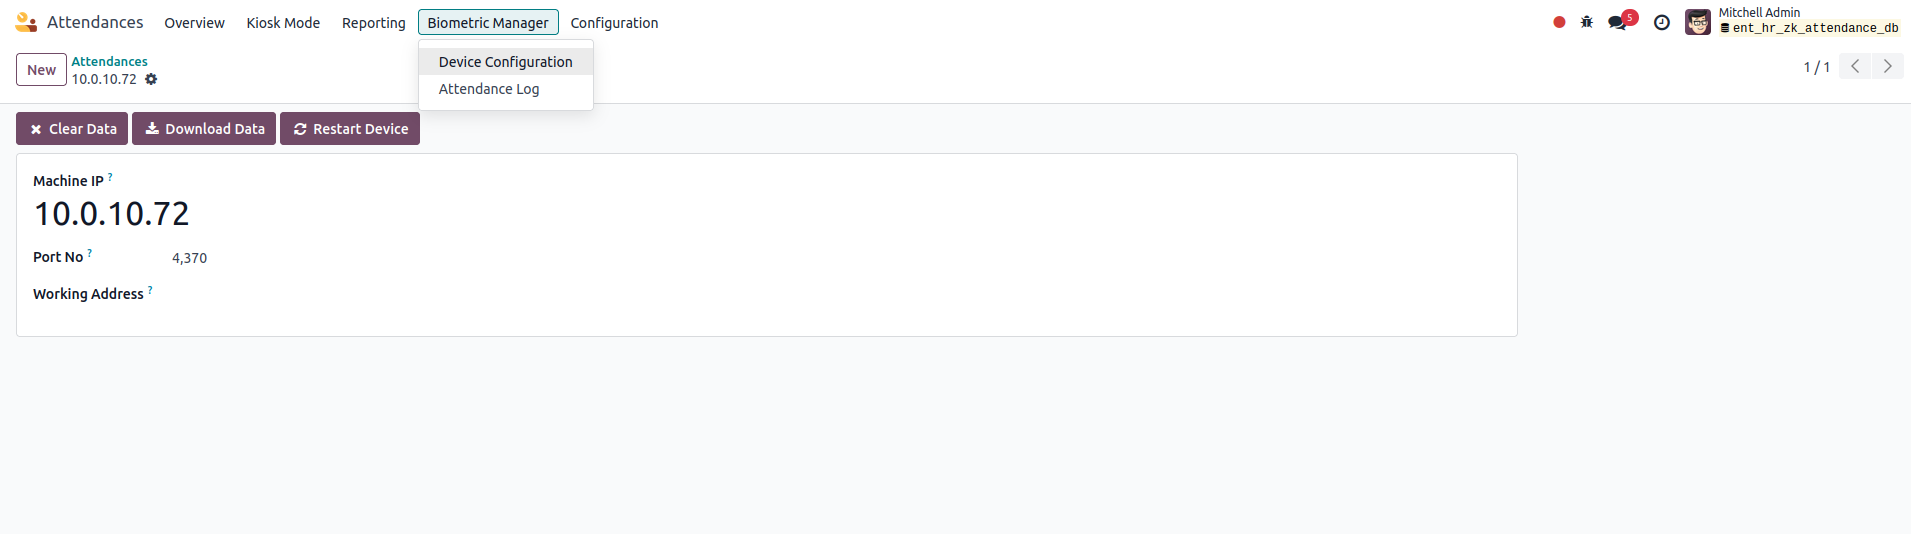 Attendances Overview Kiosk Mode Reporting Biometric Manager Configuration 5 Mitchell Admin
ent_hr_zk_attendance_db
New Attendances
10.0.10.72
1 / 1
Device Configuration
Attendance Log
Clear Data Download Data Restart Device
Machine IP ?
10.0.10.72
Port No ? 4,370
Working Address ?